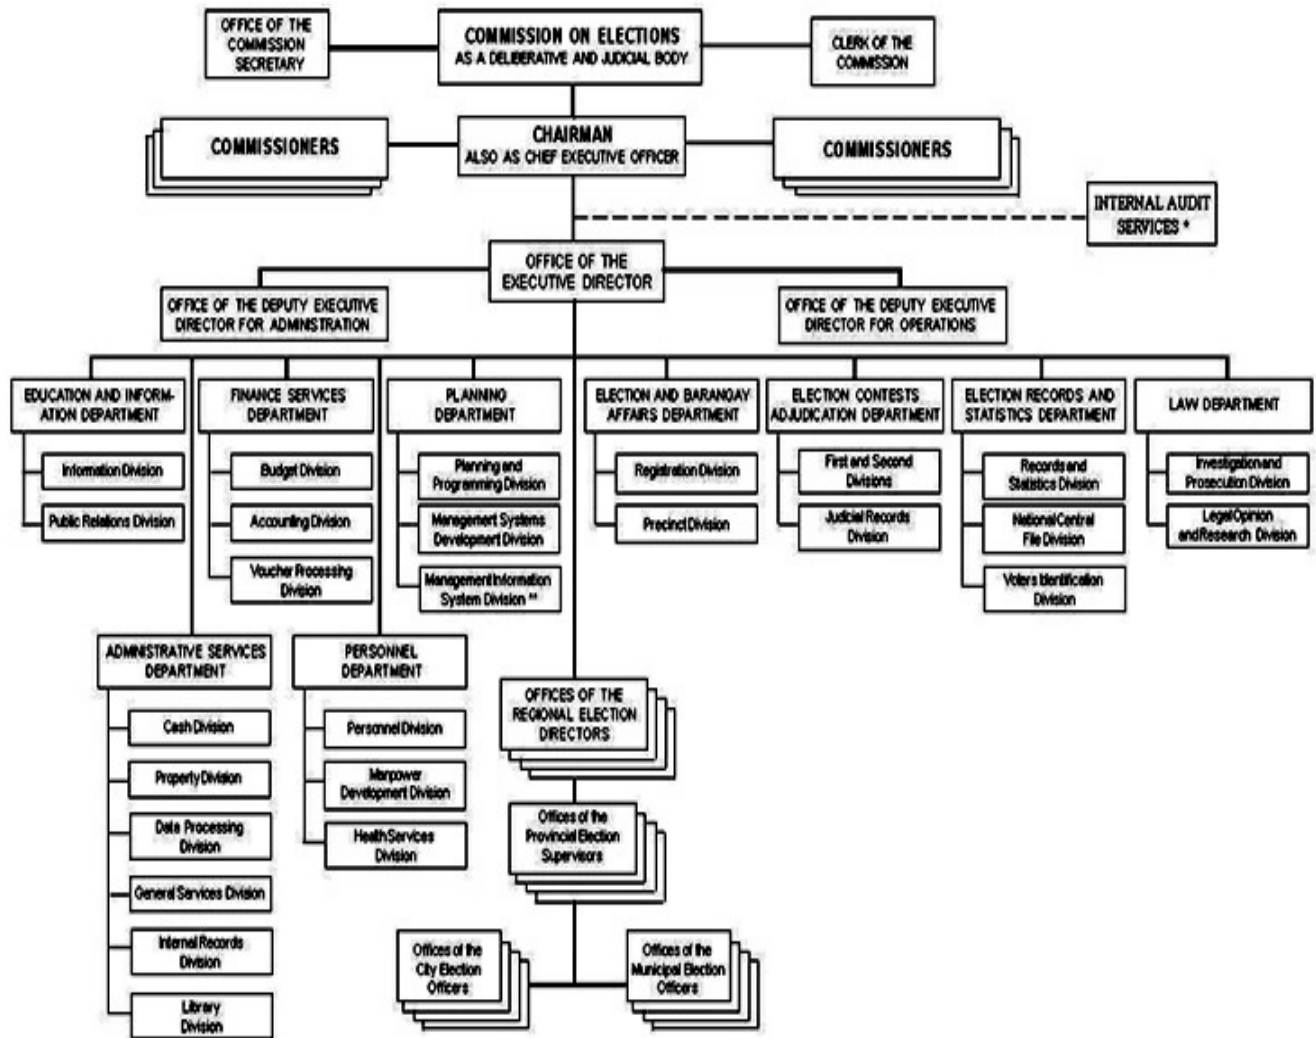 OFFICE OF THE
COMMISSION
SECRETARY
COMMISSION ON ELECTIONS
AS A DELIBERATIVE AND JUDICIAL BODY
CLERK OF THE
COMMISSION
COMMISSIONERS
CHAIRMAN
ALSO AS CHIEF EXECUTIVE OFFICER
COMMISSIONERS
INTERNAL AUDIT
SERVICES *
OFFICE OF THE
EXECUTIVE DIRECTOR
OFFICE OF THE DEPUTY EXECUTIVE
DIRECTOR FOR ADMINISTRATION
OFFICE OF THE DEPUTY EXECUTIVE
DIRECTOR FOR OPERATIONS
EDUCATION AND INFORM-
ATION DEPARTMENT
Information Division
Public Relations Division
FINANCE SERVICES
DEPARTMENT
Budget Division
Accounting Division
Voucher Processing
Division
PLANNING
DEPARTMENT
Planning and
Programming Division
Management Systems
Development Division
Management Information
System Division **
ELECTION AND BARANGAY
AFFAIRS DEPARTMENT
Registration Division
Precinct Division
ELECTION CONTESTS
ADJUDICATION DEPARTMENT
First and Second
Divisions
Judicial Records
Division
ELECTION RECORDS AND
STATISTICS DEPARTMENT
Records and
Statistics Division
National Central
File Division
Voters Identification
Division
LAW DEPARTMENT
Investigation and
Prosecution Division
Legal Opinion
and Research Division
ADMINISTRATIVE SERVICES
DEPARTMENT
Cash Division
Property Division
Data Processing
Division
General Services Division
Internal Records
Division
Library
Division
PERSONNEL
DEPARTMENT
Personnel Division
Manpower
Development Division
Health Services
Division
OFFICES OF THE
REGIONAL ELECTION
DIRECTORS
Offices of the
Provincial Election
Supervisors
Offices of the
City Election
Officers
Offices of the
Municipal Election
Officers